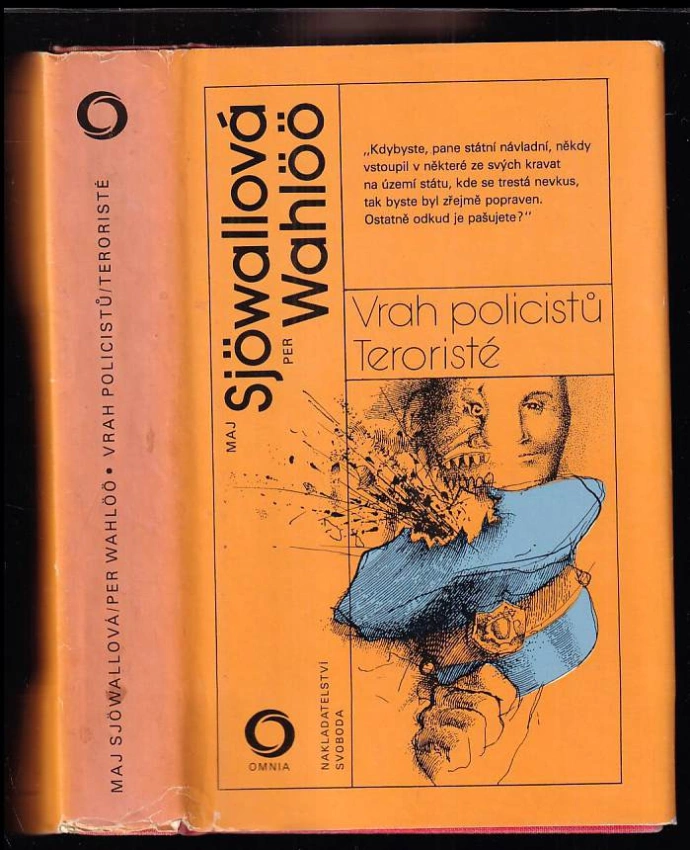 MAJ SJÖWALLOVÁ/PER WAHLÖÖ • VRAH POLICISTŮ/TERORISTÉ
MAJ Sjöwallová
PER Wahlöö
„Kdybyste, pane státní návladní, někdy
vstoupil v některé ze svých kravat
na území státu, kde se trestá nevkus,
tak byste byl zřejmě popraven.
Ostatně odkud je pašujete?"
Vrah policistů
Teroristé
OMNIA
NAKLADATELSTVÍ
SVOBODA